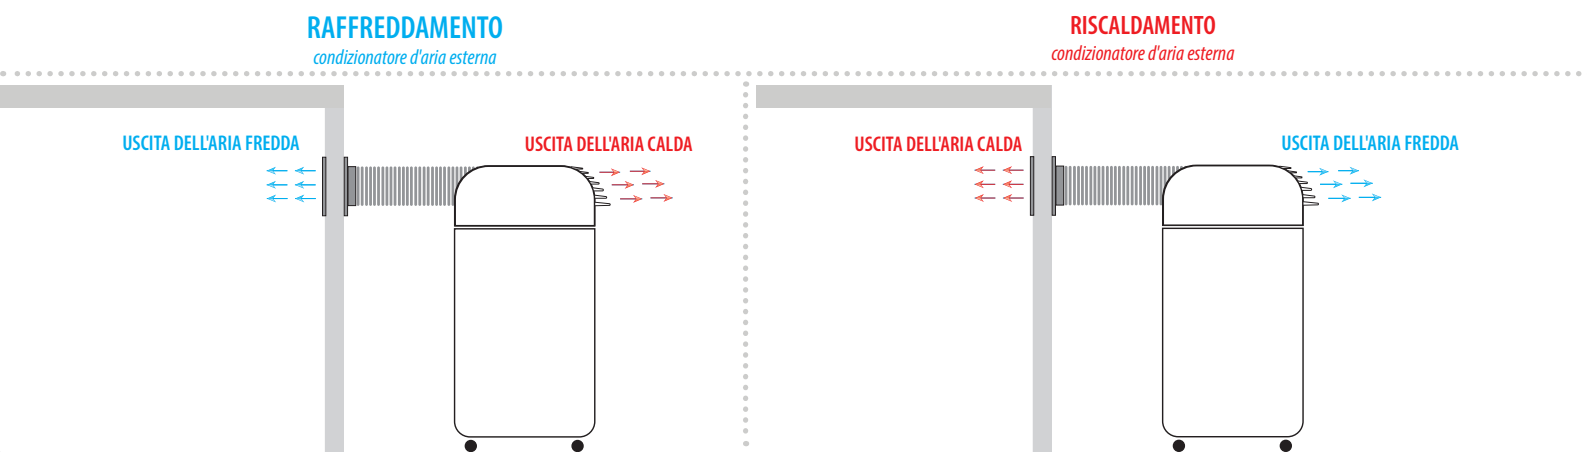 RAFFREDDAMENTO
condizionatore d'aria esterna
USCITA DELL'ARIA FREDDA
USCITA DELL'ARIA CALDA
RISCALDAMENTO
condizionatore d'aria esterna
USCITA DELL'ARIA CALDA
USCITA DELL'ARIA FREDDA